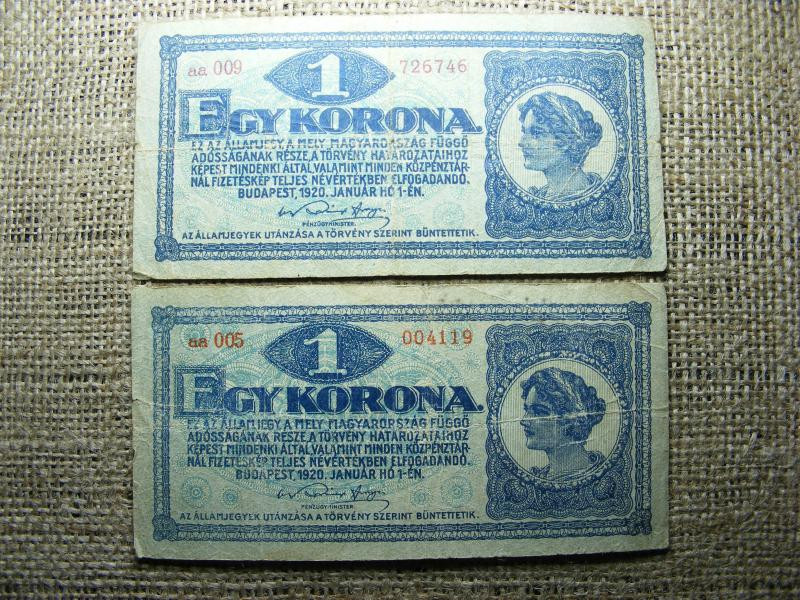 aa 009 1 726746
EGY KORONA.
EZ AZ ÁLLAMJEGY, A MELY MAGYARORSZÁG FÜGGŐ
ADÓSSÁGÁNAK RÉSZE, A TÖRVÉNY HATÁROZATAIHOZ
KÉPEST MINDENKI ÁLTAL, VALAMINT MINDEN KÖZPÉNZTÁR-
NÁL FIZETÉSKÉP TELJES NÉVÉRTÉKBEN ELFOGADANDÓ.
BUDAPEST, 1920. JANUÁR HÓ 1-ÉN.
PÉNZÜGYMINISTER.
AZ ÁLLAMJEGYEK UTÁNZÁSA A TÖRVÉNY SZERINT BÜNTETTETIK.
aa 005 1 004119
EGY KORONA.
EZ AZ ÁLLAMJEGY, A MELY MAGYARORSZÁG FÜGGŐ
ADÓSSÁGÁNAK RÉSZE, A TÖRVÉNY HATÁROZATAIHOZ
KÉPEST MINDENKI ÁLTAL, VALAMINT MINDEN KÖZPÉNZTÁR-
NÁL FIZETÉSKÉP TELJES NÉVÉRTÉKBEN ELFOGADANDÓ.
BUDAPEST, 1920. JANUÁR HÓ 1-ÉN.
PÉNZÜGYMINISTER.
AZ ÁLLAMJEGYEK UTÁNZÁSA A TÖRVÉNY SZERINT BÜNTETTETIK.